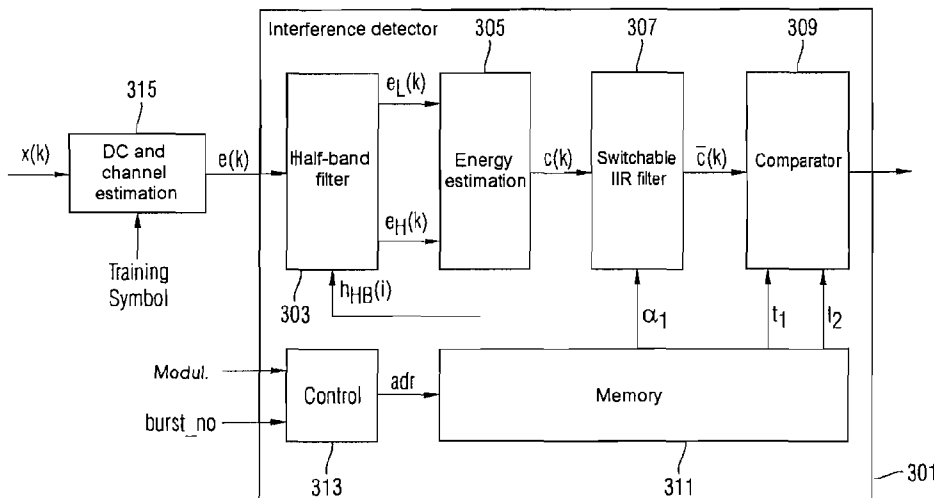 Interference detector
305
307
309
315
x(k)
DC and
channel
estimation
e(k)
Training
Symbol
Half-band
filter
303
e_L(k)
e_H(k)
h_HB(i)
Energy
estimation
c(k)
Switchable
IIR filter
c̅(k)
Comparator
α_1
t_1
t_2
Modul.
burst_no
Control
313
adr
Memory
311
301